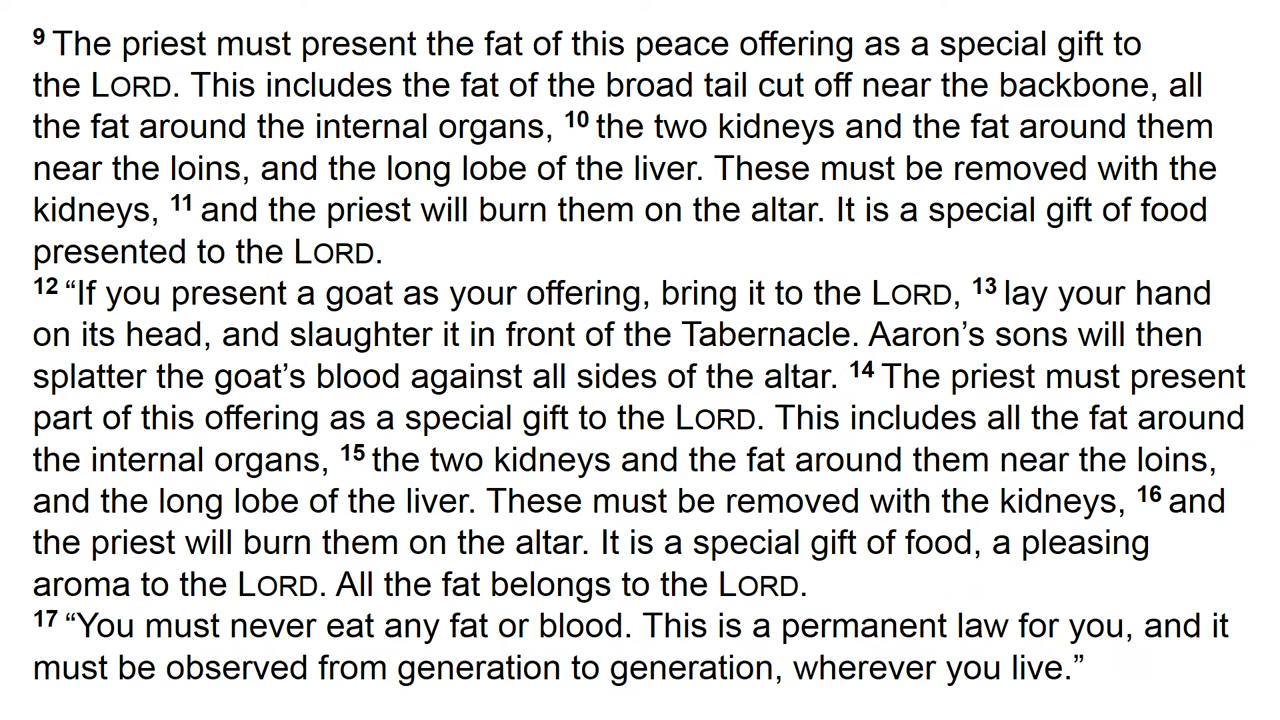 9 The priest must present the fat of this peace offering as a special gift to
the LORD. This includes the fat of the broad tail cut off near the backbone, all
the fat around the internal organs, 10 the two kidneys and the fat around them
near the loins, and the long lobe of the liver. These must be removed with the
kidneys, 11 and the priest will burn them on the altar. It is a special gift of food
presented to the LORD.
12 “If you present a goat as your offering, bring it to the LORD, 13 lay your hand
on its head, and slaughter it in front of the Tabernacle. Aaron’s sons will then
splatter the goat’s blood against all sides of the altar. 14 The priest must present
part of this offering as a special gift to the LORD. This includes all the fat around
the internal organs, 15 the two kidneys and the fat around them near the loins,
and the long lobe of the liver. These must be removed with the kidneys, 16 and
the priest will burn them on the altar. It is a special gift of food, a pleasing
aroma to the LORD. All the fat belongs to the LORD.
17 “You must never eat any fat or blood. This is a permanent law for you, and it
must be observed from generation to generation, wherever you live.”